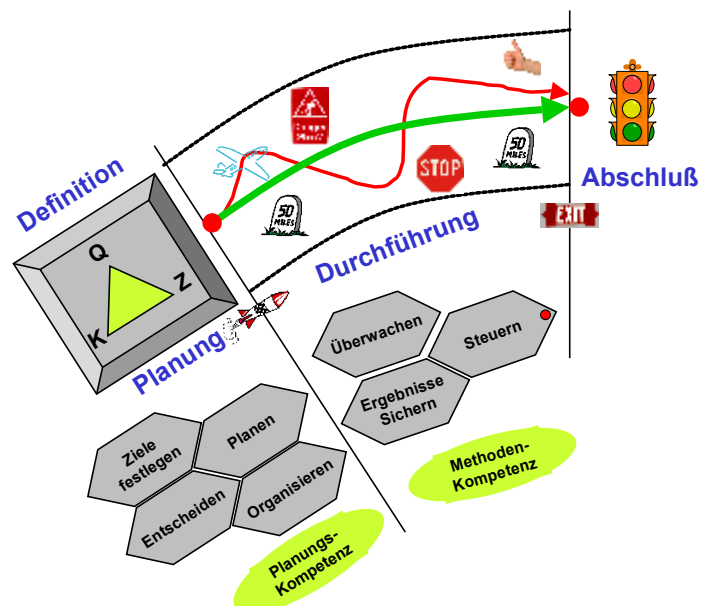 Definition
Q
Z
K
Planung
50
MILES
STOP
50
MILES
Durchführung
EXIT
Abschluß
Überwachen
Steuern
Ergebnisse
Sichern
Methoden-
Kompetenz
Ziele
festlegen
Planen
Entscheiden
Organisieren
Planungs-
Kompetenz